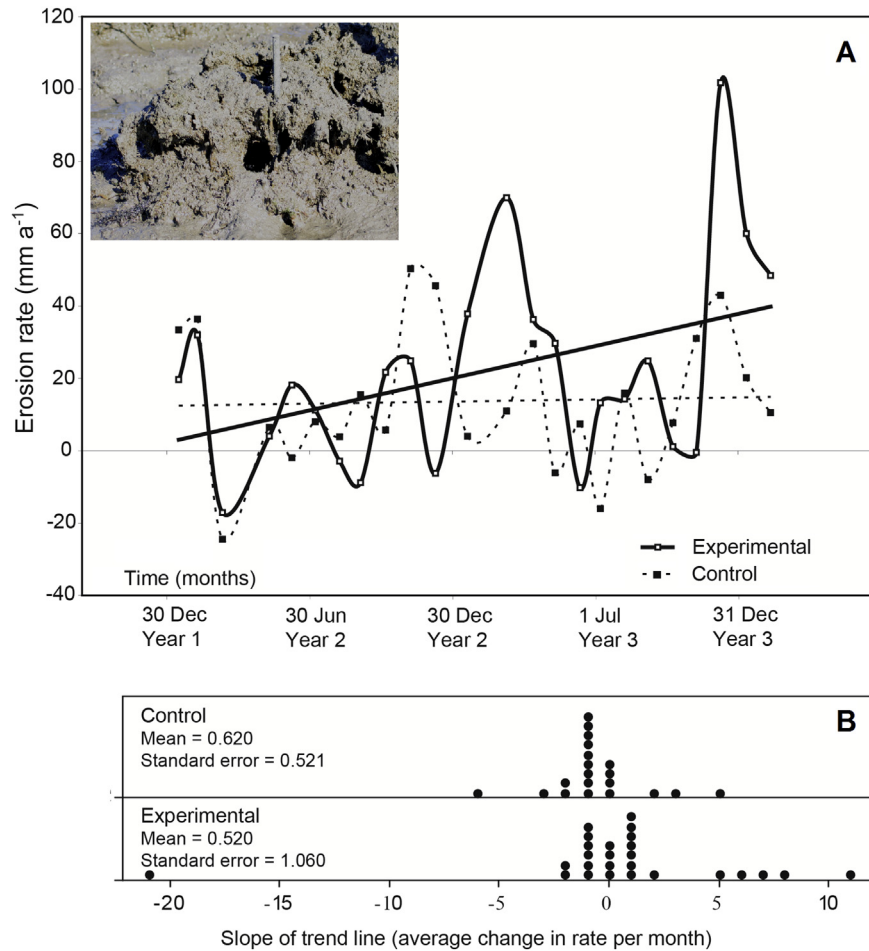 A
120
100
80
60
40
20
0
-20
-40
Erosion rate (mm a⁻¹)
Experimental
Control
Time (months)
30 Dec
Year 1
30 Jun
Year 2
30 Dec
Year 2
1 Jul
Year 3
31 Dec
Year 3
B
Control
Mean = 0.620
Standard error = 0.521
Experimental
Mean = 0.520
Standard error = 1.060
-20 -15 -10 -5 0 5 10
Slope of trend line (average change in rate per month)